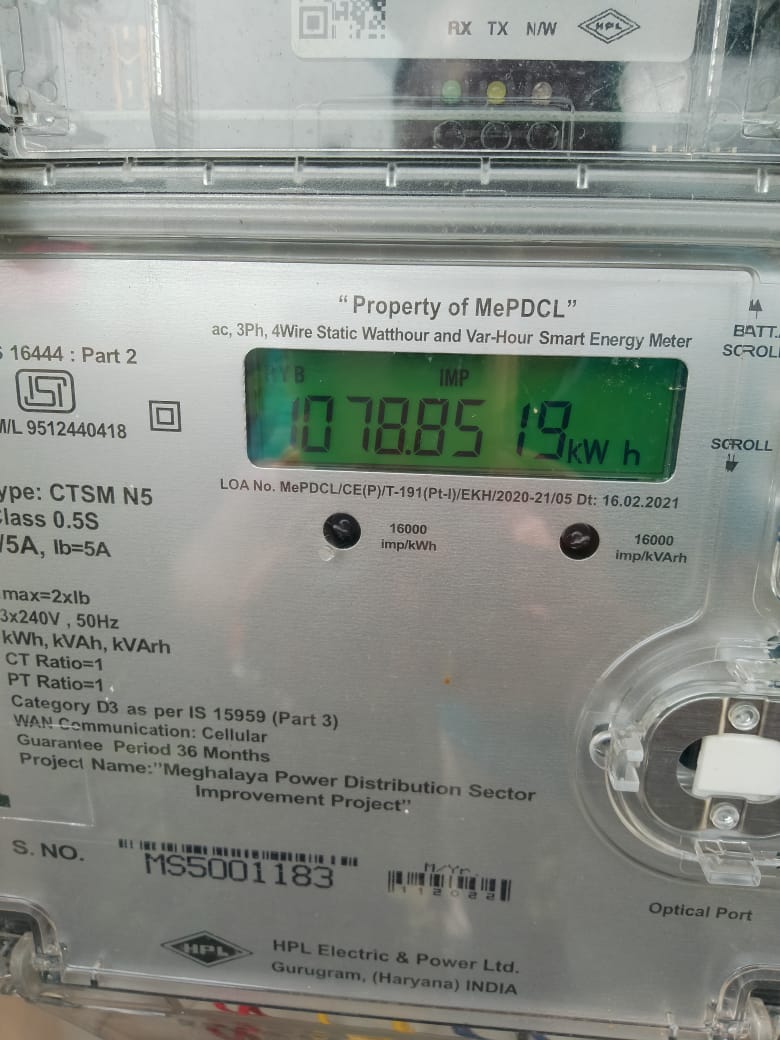 RX TX N/W HPL
"Property of MePDCL"
ac, 3Ph, 4Wire Static Watthour and Var-Hour Smart Energy Meter
BATT.
SCROLL
16444 : Part 2
ISI
M/L 9512440418
R Y B IMP
1078.8519 kWh
SCROLL
LOA No. MePDCL/CE(P)/T-191(Pt-I)/EKH/2020-21/05 Dt: 16.02.2021
ype: CTSM N5
lass 0.5S
/5A, Ib=5A
16000
imp/kWh
16000
imp/kVArh
max=2xIb
3x240V , 50Hz
kWh, kVAh, kVArh
CT Ratio=1
PT Ratio=1
Category D3 as per IS 15959 (Part 3)
WAN Communication: Cellular
Guarantee Period 36 Months
Project Name:"Meghalaya Power Distribution Sector
Improvement Project"
S. NO.
MS5001183
M/Yr.
112022
Optical Port
HPL
HPL Electric & Power Ltd.
Gurugram, (Haryana) INDIA